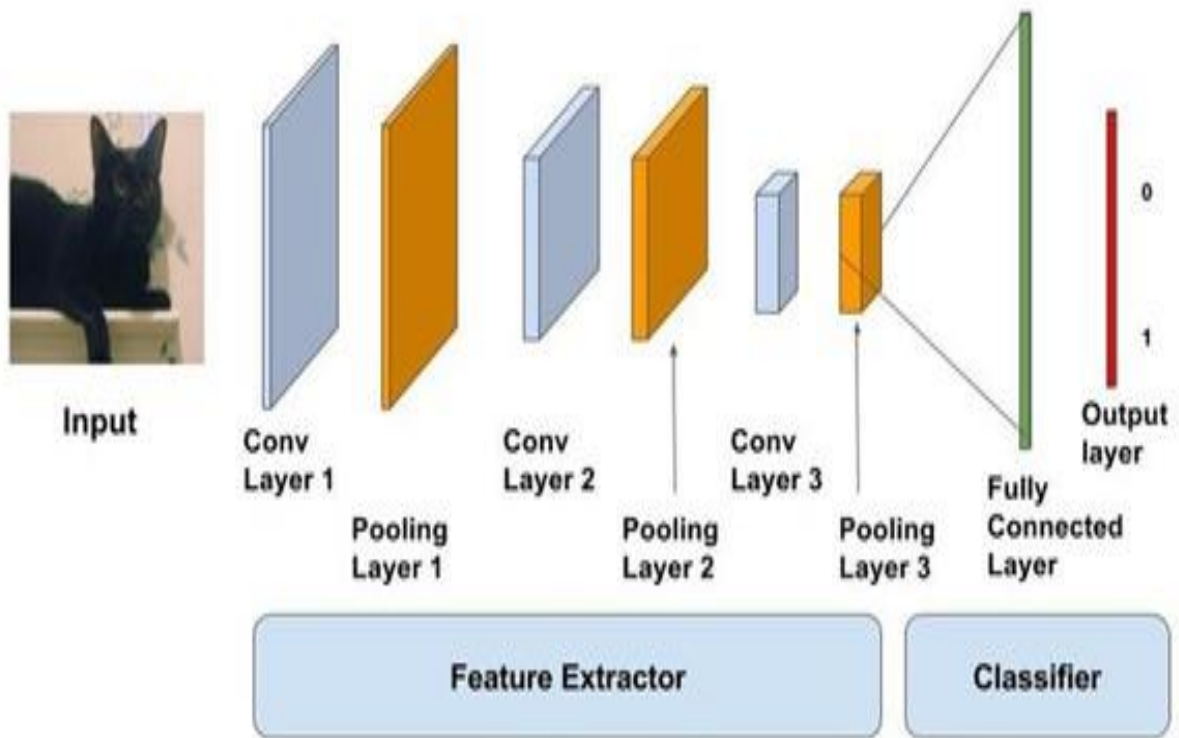 Input
Conv
Layer 1
Pooling
Layer 1
Conv
Layer 2
Pooling
Layer 2
Conv
Layer 3
Pooling
Layer 3
Fully
Connected
Layer
0
1
Output
layer
Feature Extractor
Classifier